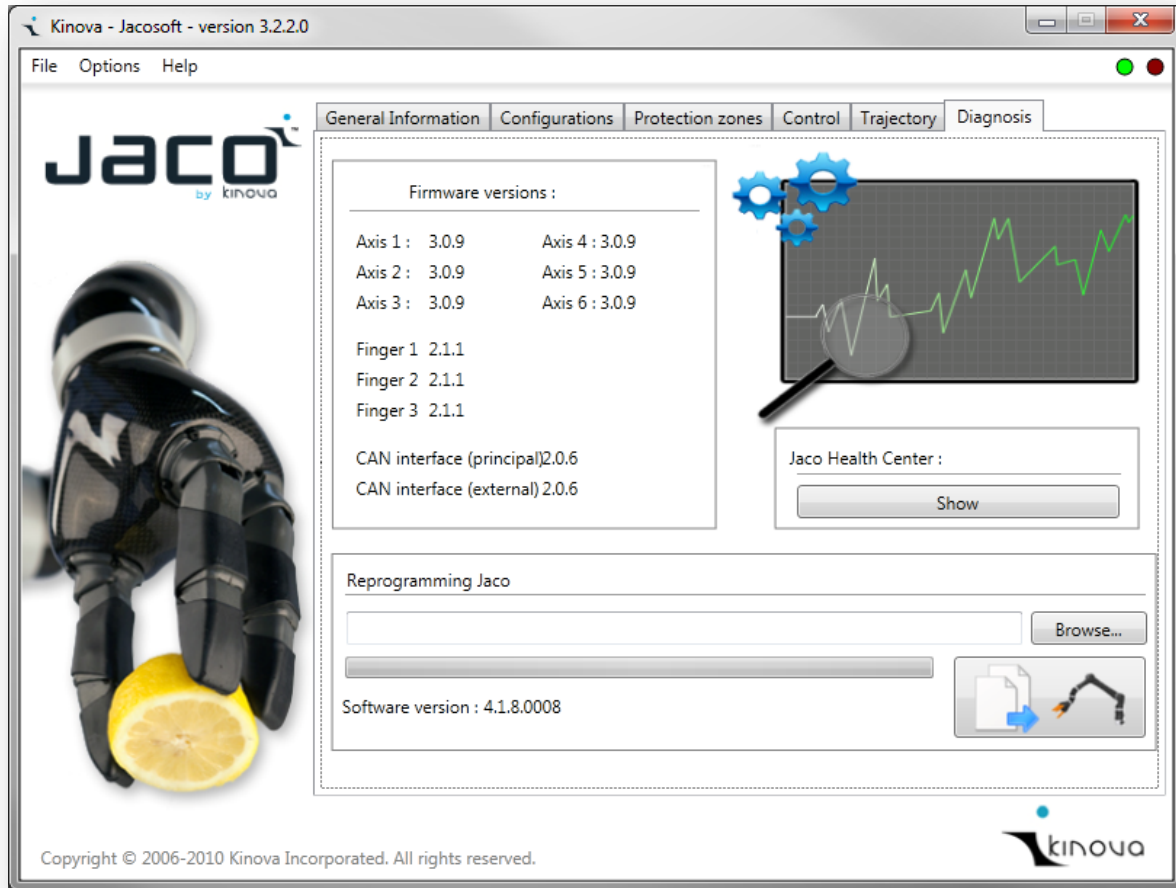 Kinova - Jacosoft - version 3.2.2.0
File Options Help
General Information Configurations Protection zones Control Trajectory Diagnosis
Jaco™
by kinova
Firmware versions :
Axis 1 : 3.0.9 Axis 4 : 3.0.9
Axis 2 : 3.0.9 Axis 5 : 3.0.9
Axis 3 : 3.0.9 Axis 6 : 3.0.9
Finger 1 2.1.1
Finger 2 2.1.1
Finger 3 2.1.1
CAN interface (principal)2.0.6
CAN interface (external) 2.0.6
Jaco Health Center :
Show
Reprogramming Jaco
Browse...
Software version : 4.1.8.0008
kinova
Copyright © 2006-2010 Kinova Incorporated. All rights reserved.